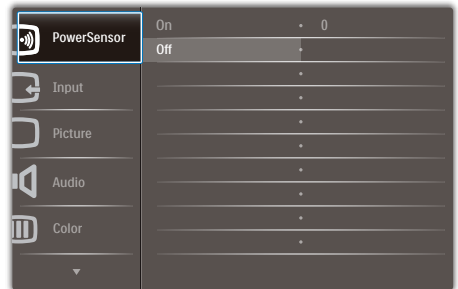 PowerSensor
On • 0
Off •
Input
Picture
Audio
Color